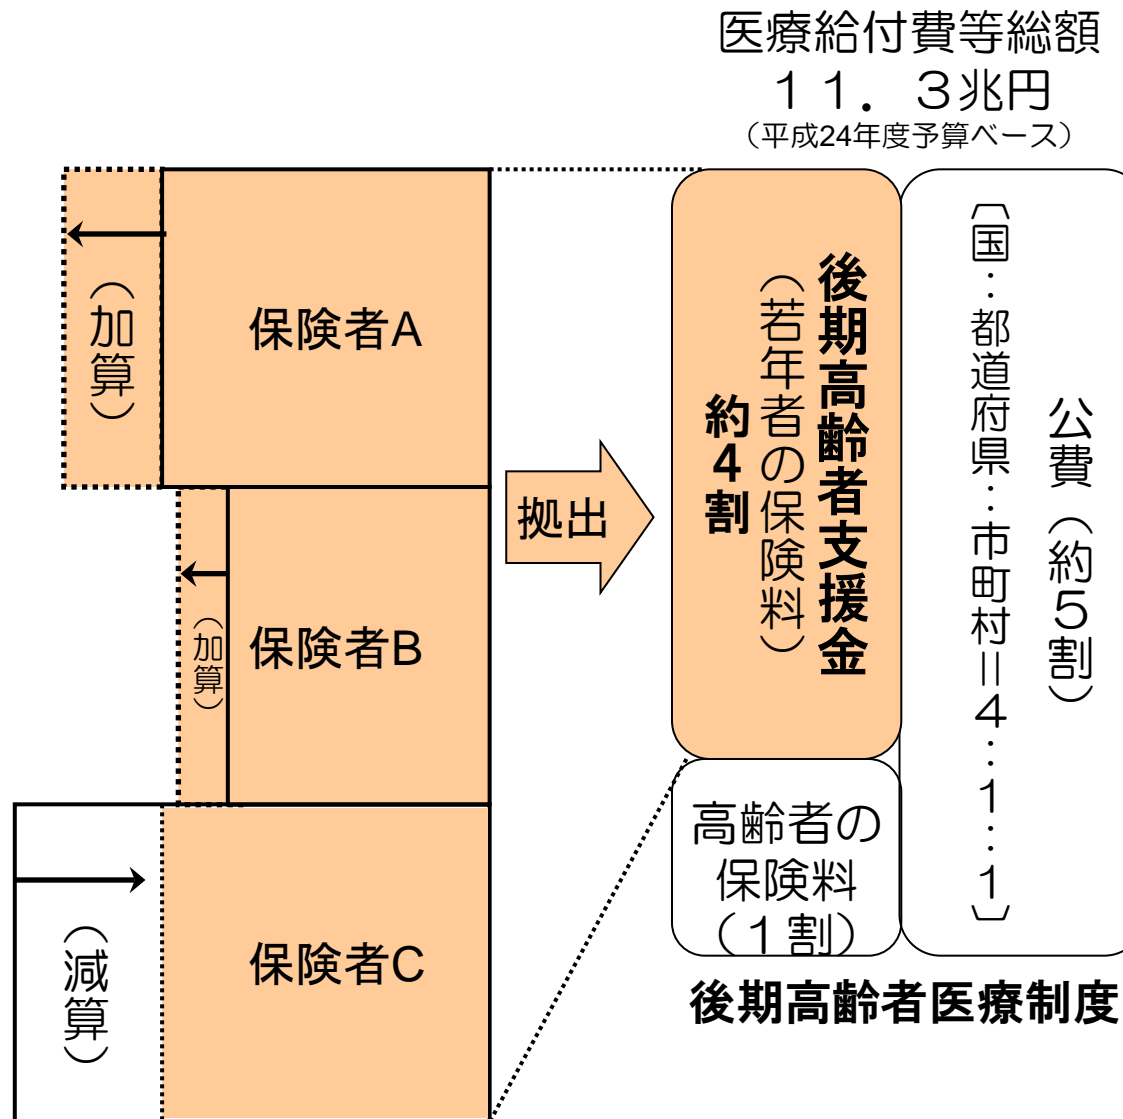 医療給付費等総額
１１．３兆円
（平成24年度予算ベース）
（加算）
保険者A
（加算）
保険者B
（減算）
保険者C
拠出
後期高齢者支援金
（若年者の保険料）
約４割
公費（約５割）
〔国：都道府県：市町村＝４：１：１〕
高齢者の
保険料
（１割）
後期高齢者医療制度